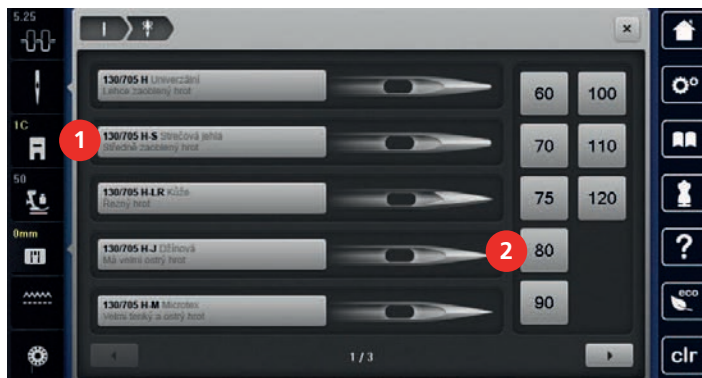 5.25
130/705 H Univerzální
Lehce zaoblený hrot
60 100
1C
1
130/705 H-S Strečová jehla
Středně zaoblený hrot
70 110
50
130/705 H-LR Kůže
Řezný hrot
75 120
0mm
130/705 H-J Džínová
Má velmi ostrý hrot
2
80
?
130/705 H-M Microtex
Velmi tenký a ostrý hrot
90
eco
1 / 3
clr